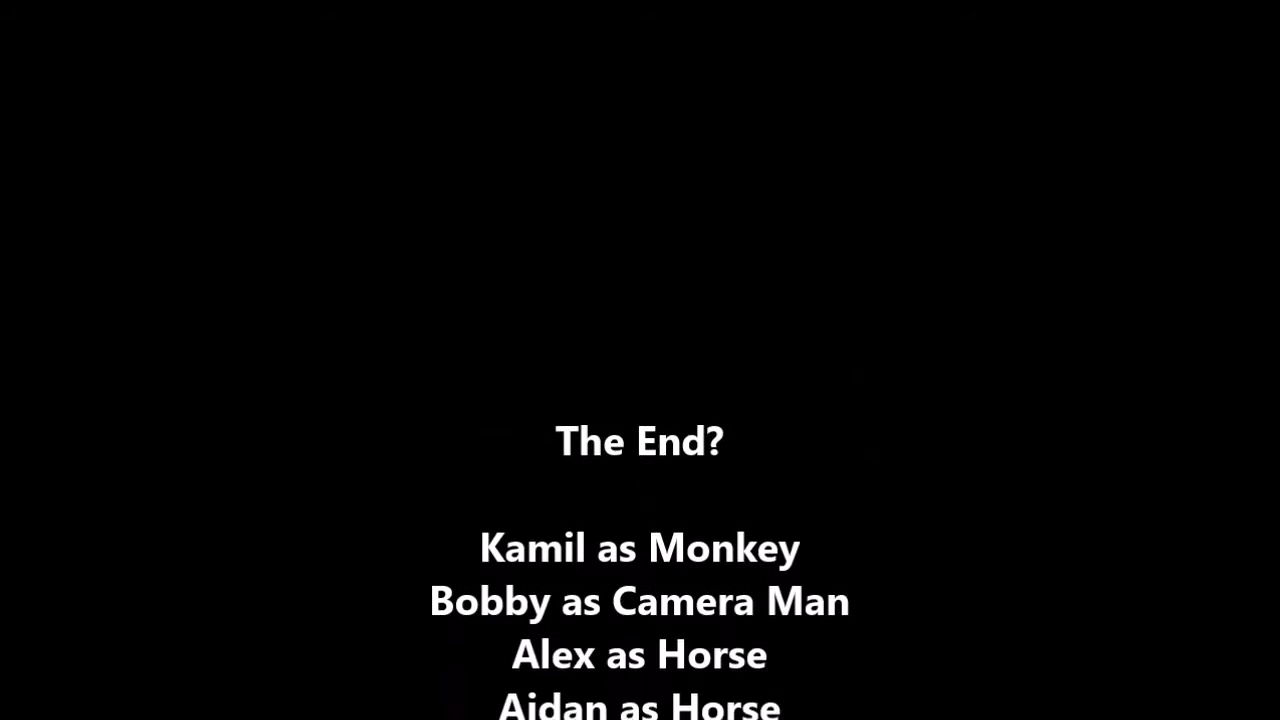 The End?
Kamil as Monkey
Bobby as Camera Man
Alex as Horse
Aidan as Horse